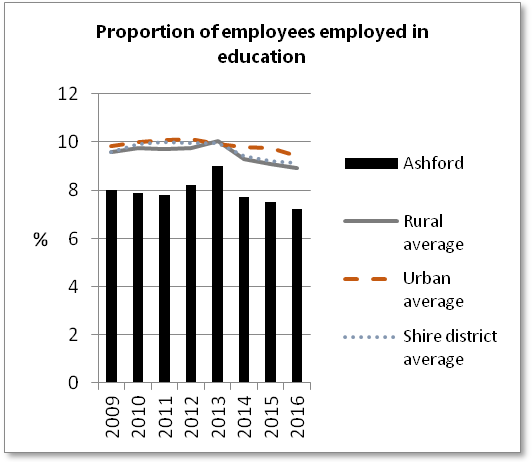 Proportion of employees employed in
education
12
10
8
6
4
2
0
%
2009
2010
2011
2012
2013
2014
2015
2016
Ashford
Rural
average
Urban
average
Shire district
average